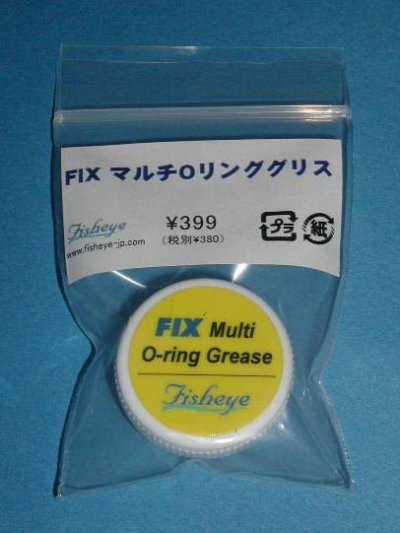 FIX マルチOリンググリス
Fisheye
www.fisheye-jp.com
¥399
(税別¥380)
プラ
紙
FIX Multi
O-ring Grease
Fisheye